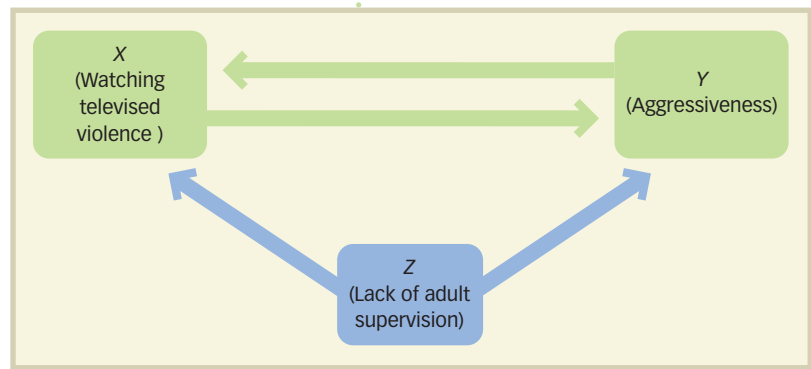 X
(Watching
televised
violence )
Y
(Aggressiveness)
Z
(Lack of adult
supervision)